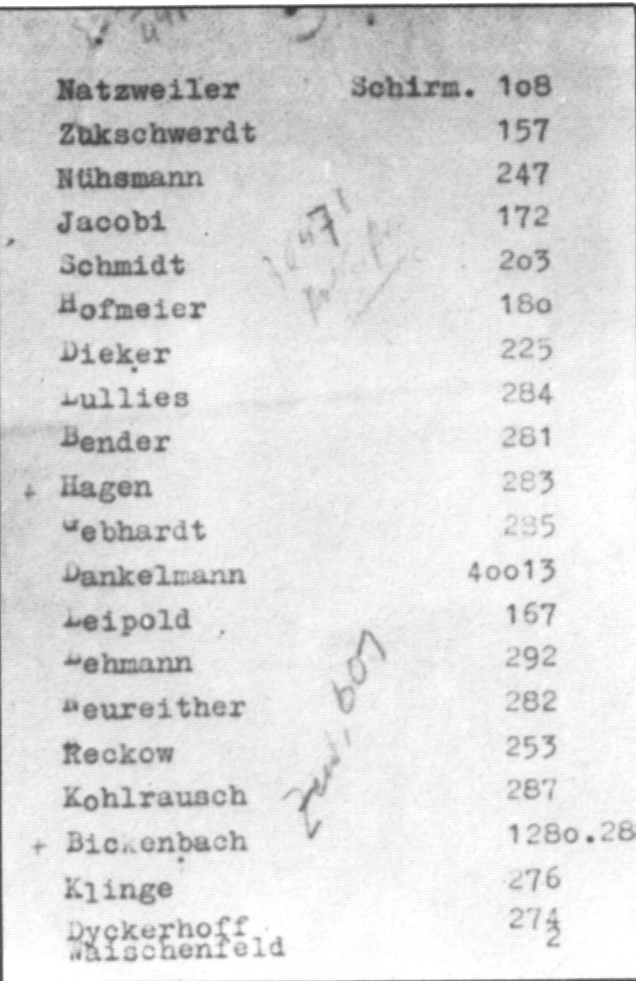 Natzweiler Schirm. 1o8
Zukschwerdt 157
Nühsmann 247
Jacobi 172
Schmidt 2o3
Hofmeier 18o
Dieker 225
Lullies 284
Bender 281
+ Hagen 283
Gebhardt 285
Dankelmann 4oo13
Leipold 167
Lehmann 292
Neureither 282
Reckow 253
Kohlrausch 287
+ Bickenbach 128o.28
Klinge 276
Dyckerhoff 274
Waischenfeld 2
607